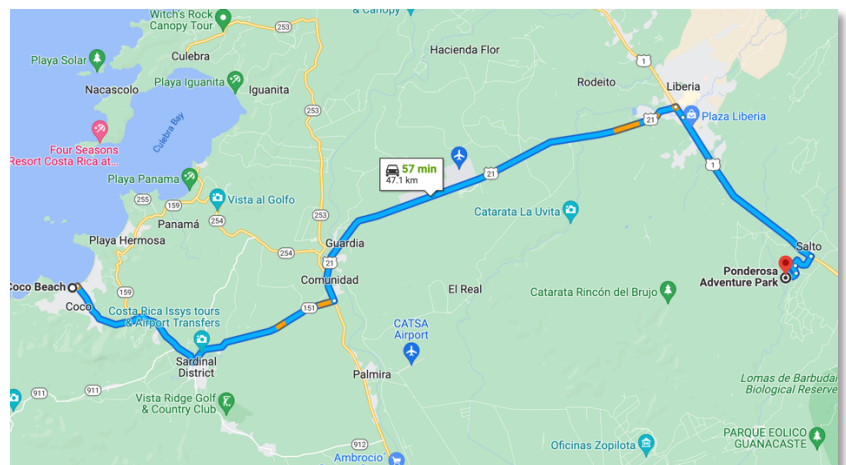 Witch's Rock
Canopy Tour
253
& Canopy
Playa Solar
Culebra
Hacienda Flor
1
Nacascolo
Playa Iguanita
Iguanita
Rodeito
Liberia
Culebra Bay
253
21
Plaza Liberia
Four Seasons
Resort Costa Rica at...
57 min
47.1 km
21
1
Playa Panama
255
159
Vista al Golfo
253
Catarata La Uvita
Panamá
254
Playa Hermosa
Guardia
254
21
Salto
Coco Beach
159
Comunidad
El Real
Catarata Rincón del Brujo
Ponderosa
Adventure Park
Coco
Costa Rica Issys tours
& Airport Transfers
151
CATSA
Airport
Sardinal
District
Palmira
Lomas de Barbudal
Biological Reserve
911
911
Vista Ridge Golf
& Country Club
912
Ambrocio
Oficinas Zopilota
PARQUE EOLICO
GUANACASTE